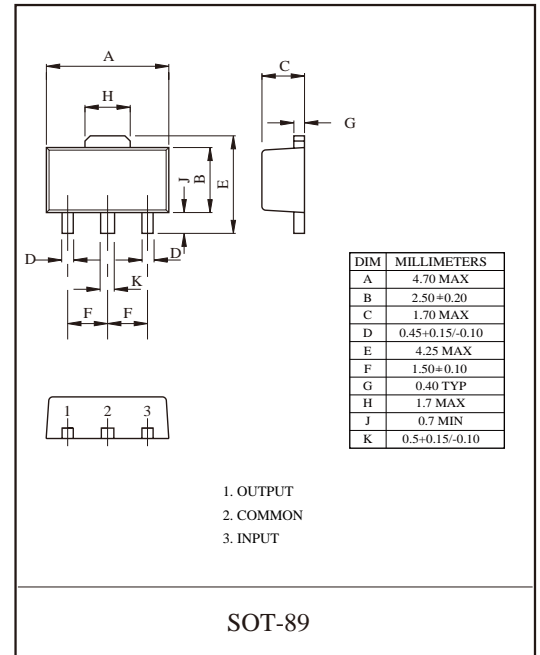 A
H
C
G
J
B
E
D
D
K
F F
DIM MILLIMETERS
A 4.70 MAX
B 2.50±0.20
C 1.70 MAX
D 0.45+0.15/-0.10
E 4.25 MAX
F 1.50±0.10
G 0.40 TYP
H 1.7 MAX
J 0.7 MIN
K 0.5+0.15/-0.10
1 2 3
1. OUTPUT
2. COMMON
3. INPUT
SOT-89